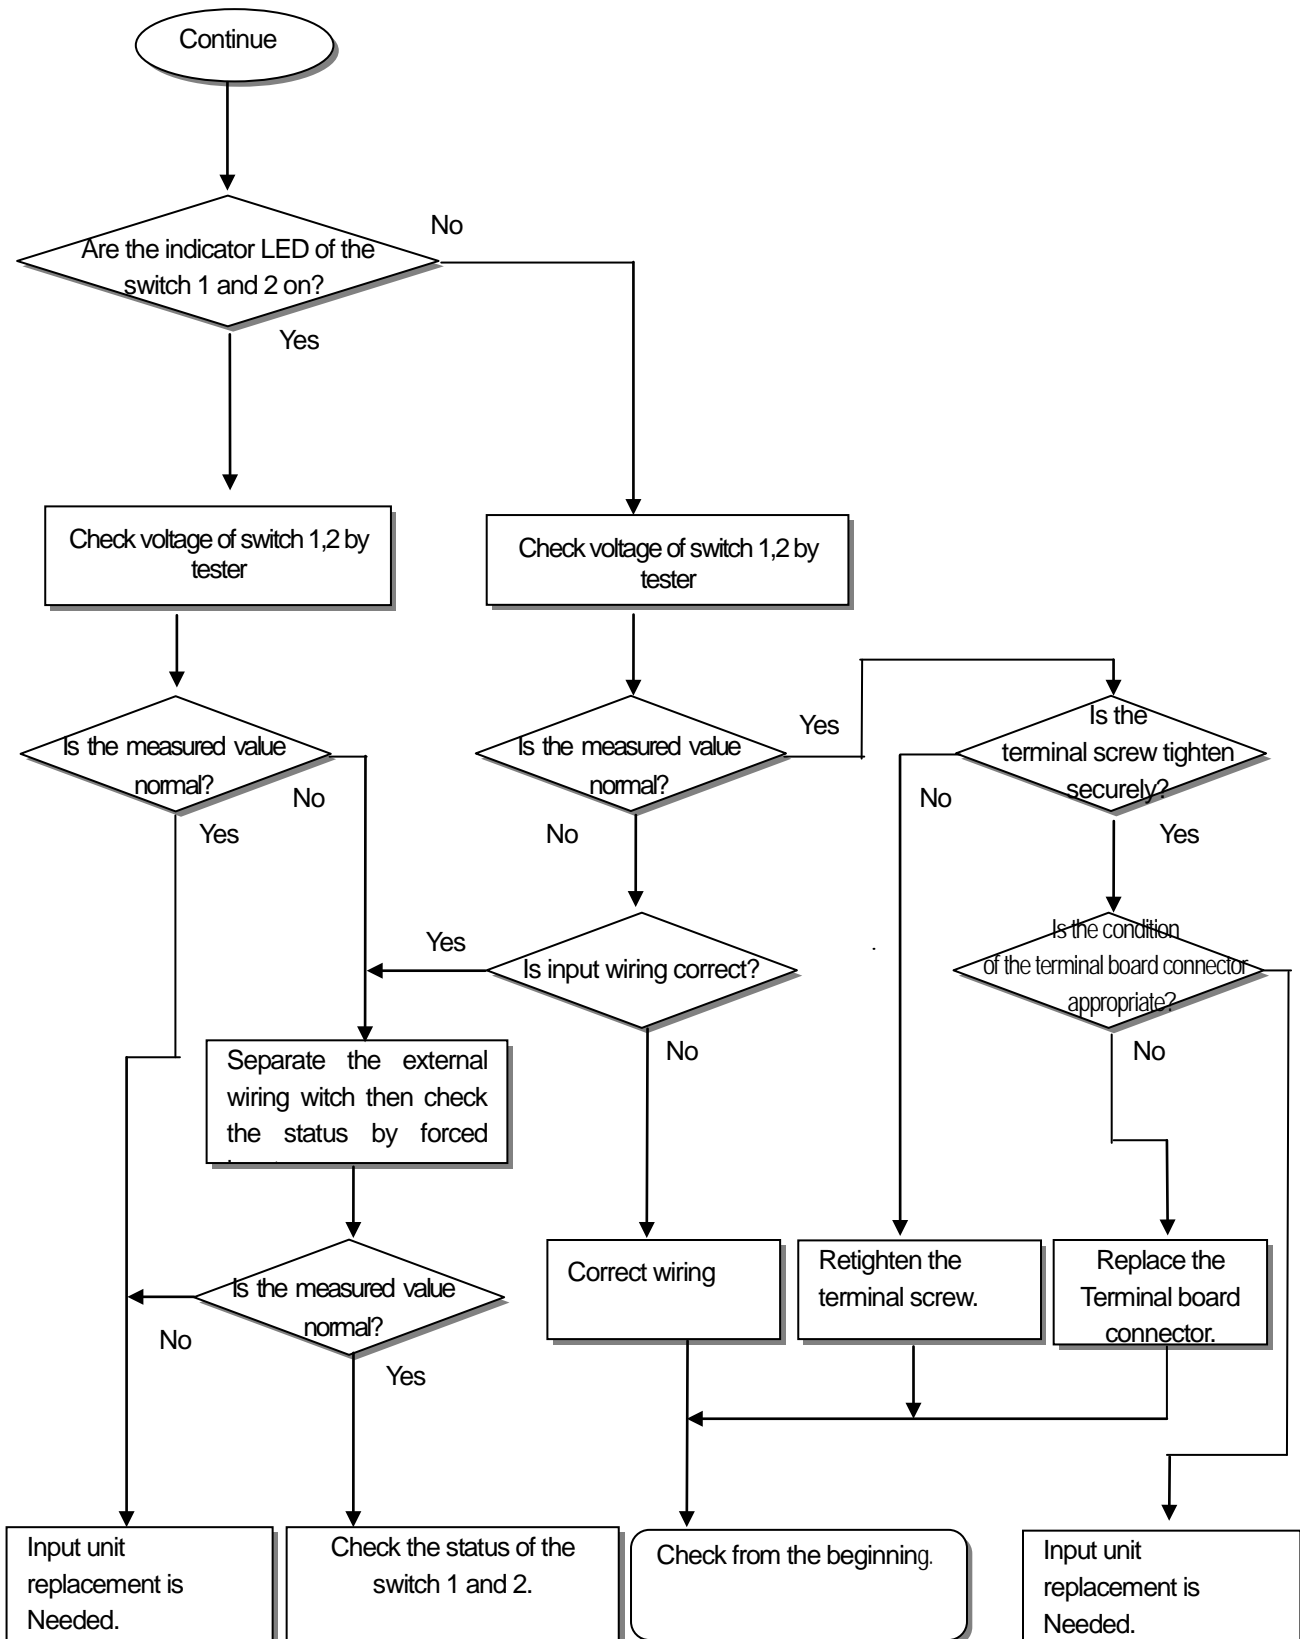 Continue
No
Are the indicator LED of the
switch 1 and 2 on?
Yes
Check voltage of switch 1,2 by
tester
Check voltage of switch 1,2 by
tester
Is the measured value
normal?
No
Yes
Is the measured value
normal?
Yes
No
Is the
terminal screw tighten
securely?
No
Yes
Yes
Is input wiring correct?
No
Is the condition
of the terminal board connector
appropriate?
No
Separate the external
wiring witch then check
the status by forced
Is the measured value
normal?
No
Yes
Correct wiring
Retighten the
terminal screw.
Replace the
Terminal board
connector.
Input unit
replacement is
Needed.
Check the status of the
switch 1 and 2.
Check from the beginning.
Input unit
replacement is
Needed.